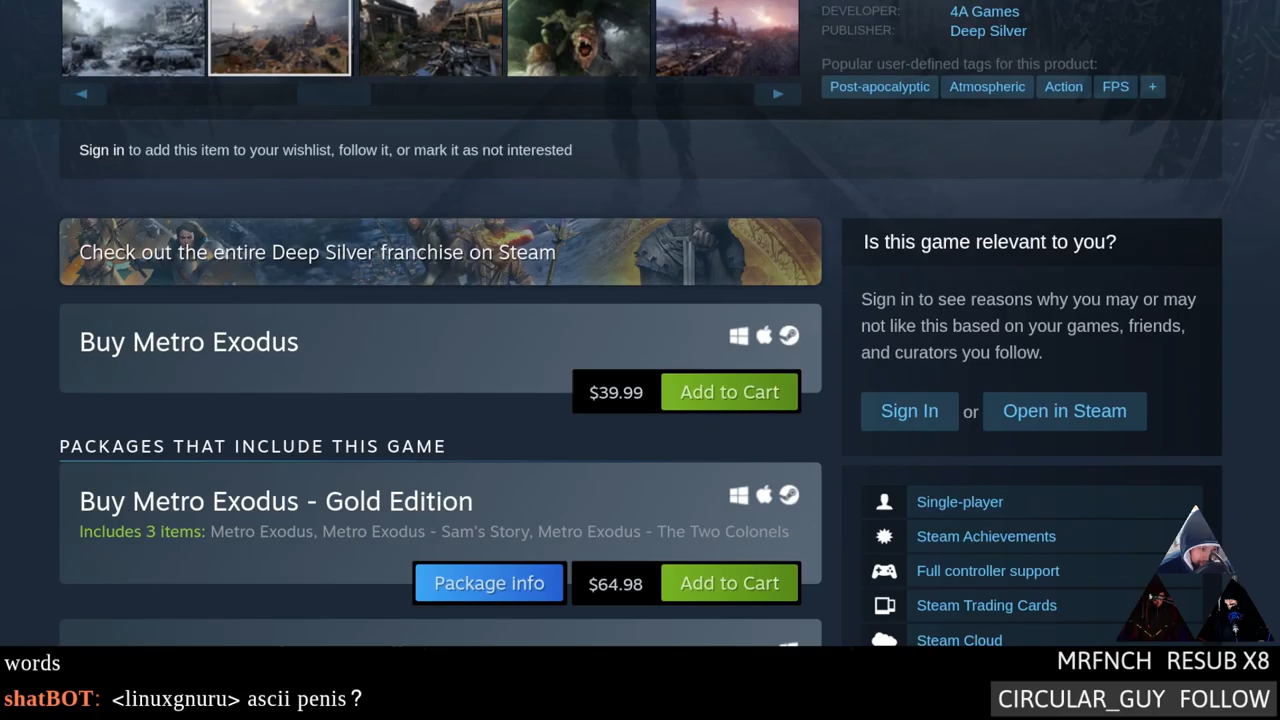 DEVELOPER: 4A Games
PUBLISHER: Deep Silver
Popular user-defined tags for this product:
Post-apocalyptic Atmospheric Action FPS +
Sign in to add this item to your wishlist, follow it, or mark it as not interested
Check out the entire Deep Silver franchise on Steam
Is this game relevant to you?
Sign in to see reasons why you may or may
not like this based on your games, friends,
and curators you follow.
Sign In or Open in Steam
Buy Metro Exodus
$39.99 Add to Cart
PACKAGES THAT INCLUDE THIS GAME
Buy Metro Exodus - Gold Edition
Includes 3 items: Metro Exodus, Metro Exodus - Sam's Story, Metro Exodus - The Two Colonels
Package info $64.98 Add to Cart
Single-player
Steam Achievements
Full controller support
Steam Trading Cards
Steam Cloud
words
shatBOT: <linuxgnuru> ascii penis?
MRFNCH RESUB X8
CIRCULAR_GUY FOLLOW